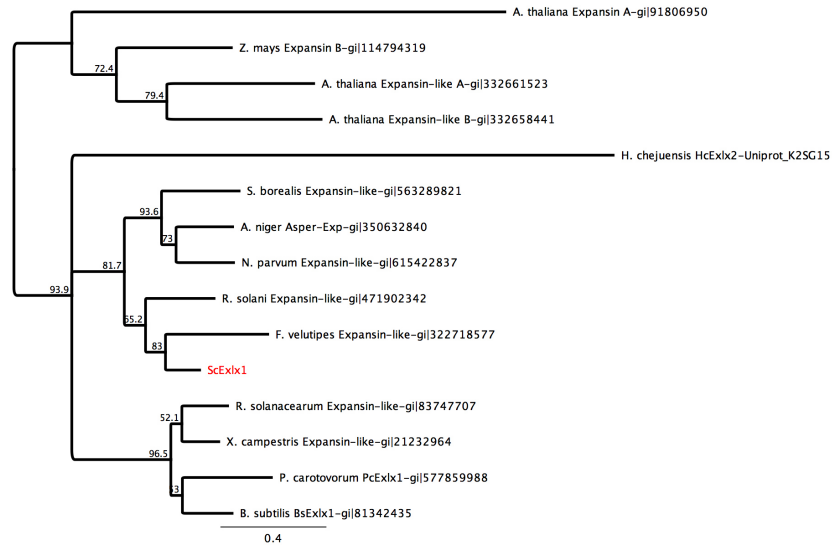 A. thaliana Expansin A-gi|91806950
Z. mays Expansin B-gi|114794319
72.4
A. thaliana Expansin-like A-gi|332661523
79.4
A. thaliana Expansin-like B-gi|332658441
H. chejuensis HcExlx2-Uniprot_K2SG15
S. borealis Expansin-like-gi|563289821
93.6
A. niger Asper-Exp-gi|350632840
73
N. parvum Expansin-like-gi|615422837
81.7
93.9
R. solani Expansin-like-gi|471902342
F. velutipes Expansin-like-gi|322718577
83
ScExlx1
R. solanacearum Expansin-like-gi|83747707
52.1
X. campestris Expansin-like-gi|21232964
96.5
P. carotovorum PcExlx1-gi|577859988
B. subtilis BsExlx1-gi|81342435
0.4